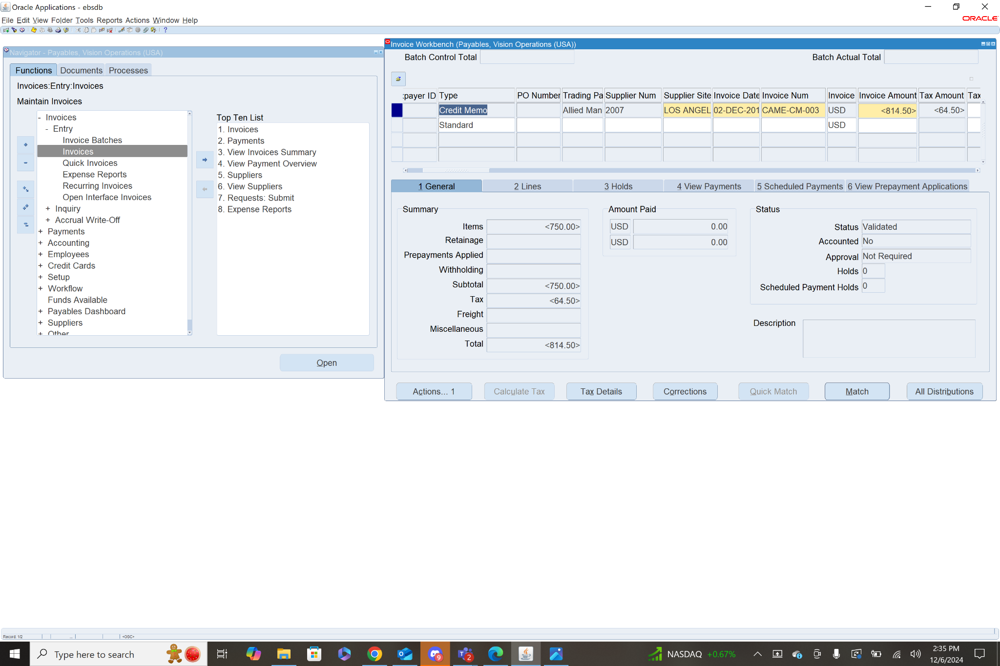 Oracle Applications - ebsdb
File Edit View Folder Tools Reports Actions Window Help
ORACLE
Navigator - Payables, Vision Operations (USA)
Functions Documents Processes
Invoices:Entry:Invoices
Maintain Invoices
- Invoices
- Entry
Invoice Batches
Invoices
Quick Invoices
Expense Reports
Recurring Invoices
Open Interface Invoices
+ Inquiry
+ Accrual Write-Off
+ Payments
+ Accounting
+ Employees
+ Credit Cards
+ Setup
+ Workflow
Funds Available
+ Payables Dashboard
+ Suppliers
+ Other
Top Ten List
1. Invoices
2. Payments
3. View Invoices Summary
4. View Payment Overview
5. Suppliers
6. View Suppliers
7. Requests: Submit
8. Expense Reports
Open
Invoice Workbench (Payables, Vision Operations (USA))
Batch Control Total Batch Actual Total
payer ID Type PO Number Trading Pa Supplier Num Supplier Site Invoice Date Invoice Num Invoice Invoice Amount Tax Amount Tax
Credit Memo Allied Man 2007 LOS ANGEL 02-DEC-201 CAME-CM-003 USD <814.50> <64.50>
Standard USD
1 General 2 Lines 3 Holds 4 View Payments 5 Scheduled Payments 6 View Prepayment Applications
Summary
Items <750.00>
Retainage
Prepayments Applied
Withholding
Subtotal <750.00>
Tax <64.50>
Freight
Miscellaneous
Total <814.50>
Amount Paid
USD 0.00
USD 0.00
Status
Status Validated
Accounted No
Approval Not Required
Holds 0
Scheduled Payment Holds 0
Description
Actions... 1 Calculate Tax Tax Details Corrections Quick Match Match All Distributions
Record: 1/2 ... <OSC>
Type here to search
9
2
NASDAQ +0.67%
2:35 PM
12/6/2024